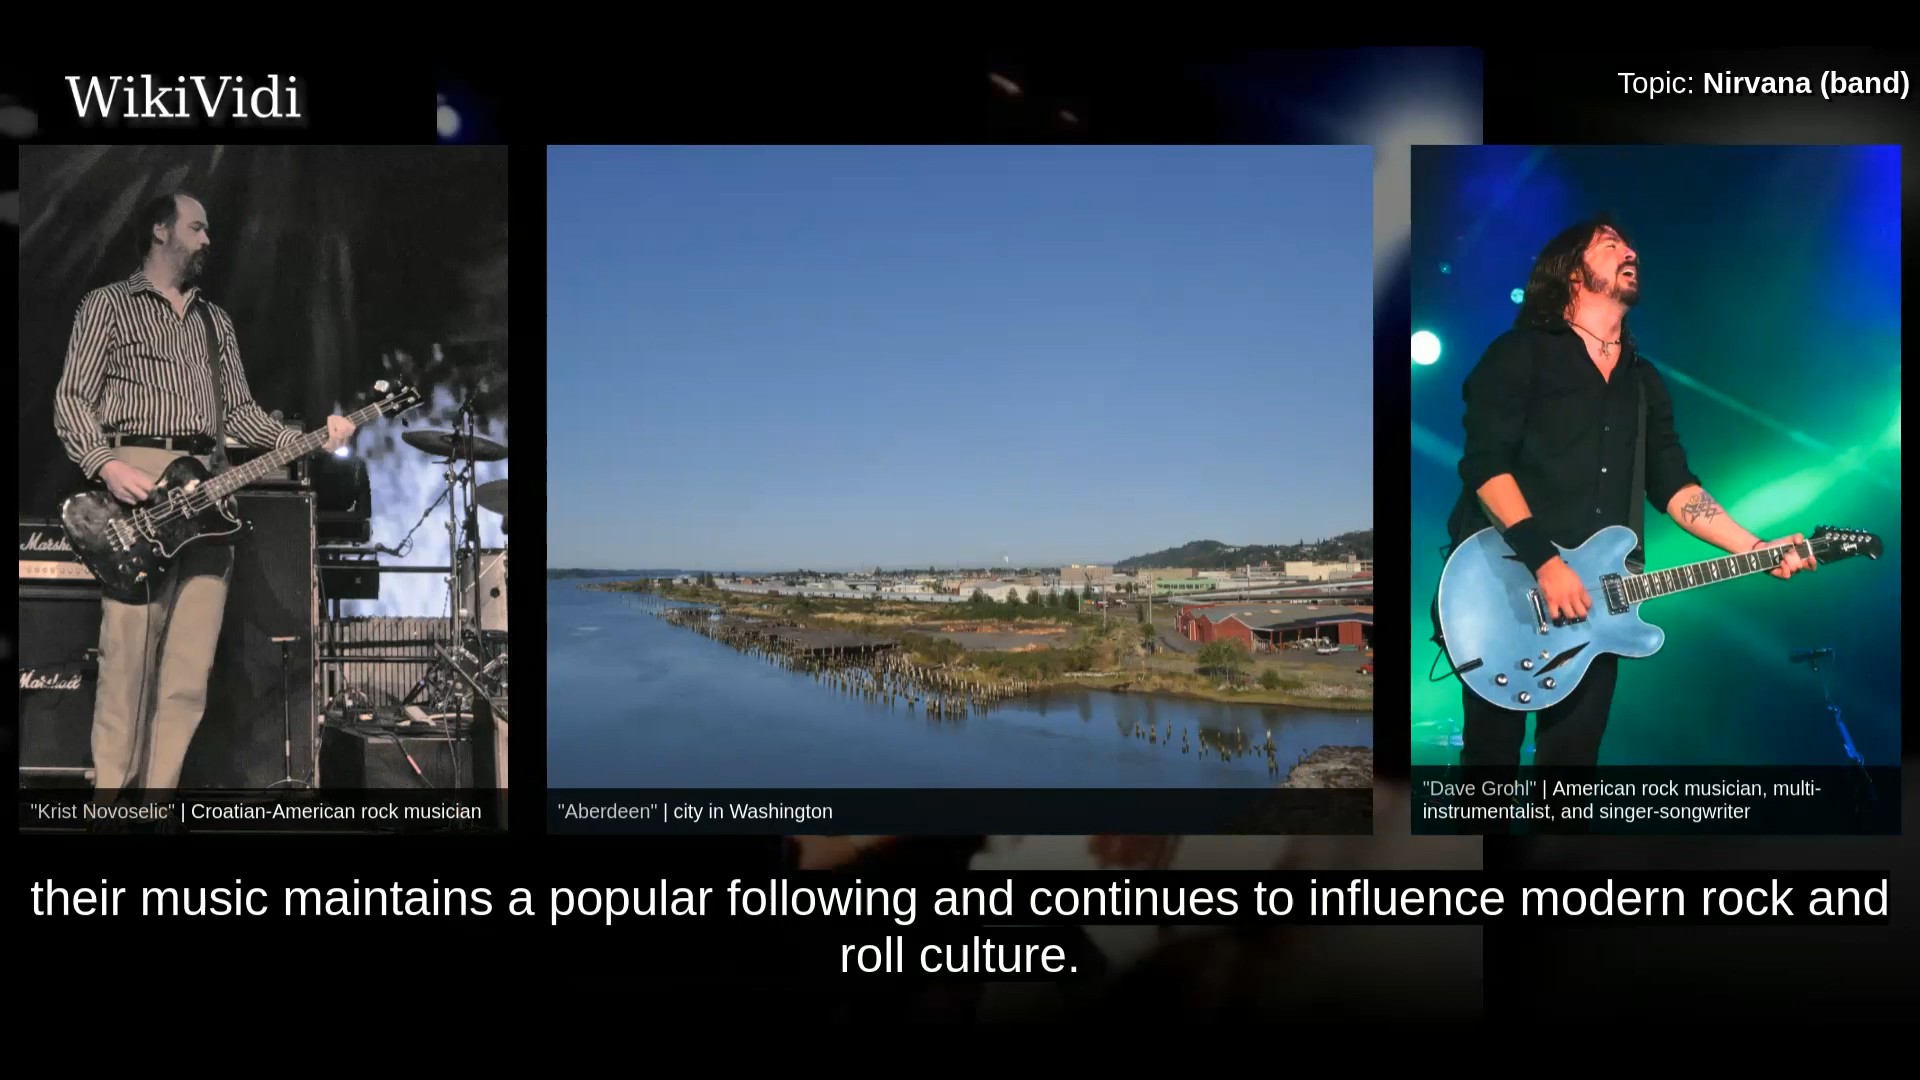 WikiVidi
Topic: Nirvana (band)
Marshall
"Krist Novoselic" | Croatian-American rock musician
"Aberdeen" | city in Washington
"Dave Grohl" | American rock musician, multi-
instrumentalist, and singer-songwriter
their music maintains a popular following and continues to influence modern rock and
roll culture.